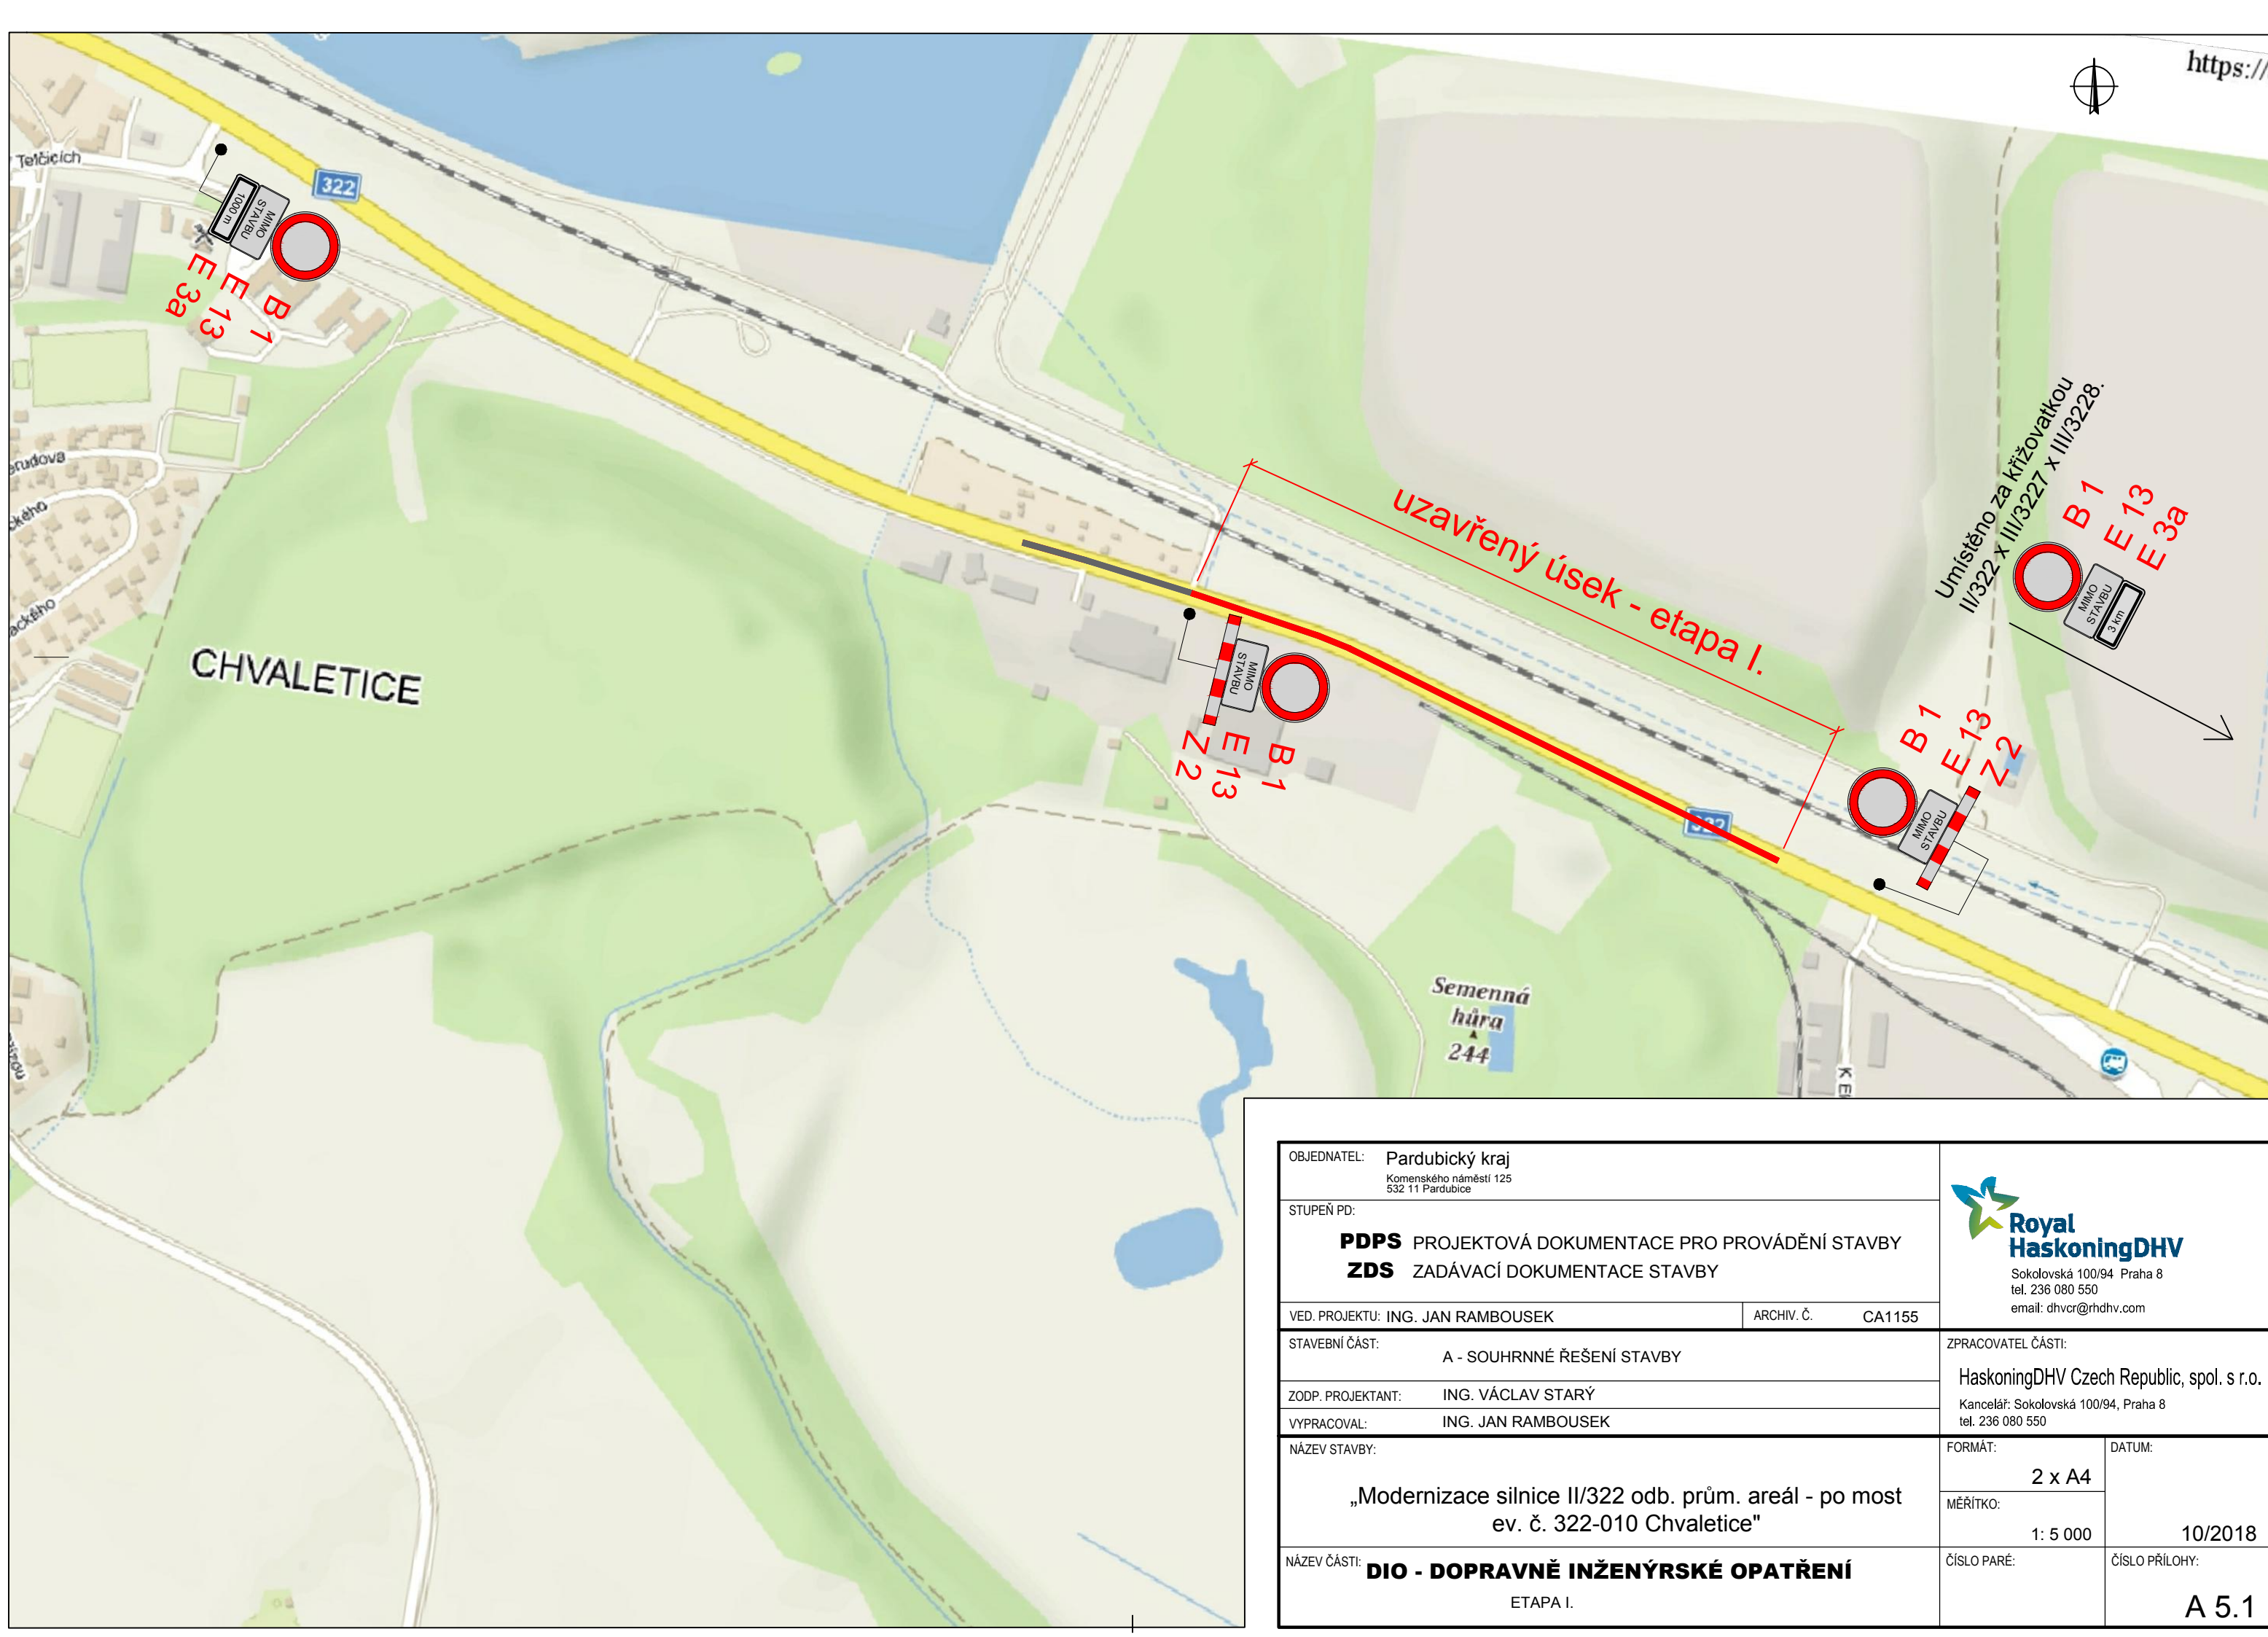 https://
Telčicích
322
1000 m
MIMO
STAVBU
E 3a
E 13
B 1
CHVALETICE
uzavřený úsek - etapa I.
MIMO
STAVBU
Z 2
E 13
B 1
Umístěno za křižovatkou
II/322 x III/3227 x III/3228.
B 1
E 13
E 3a
MIMO
STAVBU
3 km
B 1
E 13
Z 2
MIMO
STAVBU
322
Semenná
hůra
244
OBJEDNATEL: Pardubický kraj
Komenského náměstí 125
532 11 Pardubice
STUPEŇ PD:
PDPS PROJEKTOVÁ DOKUMENTACE PRO PROVÁDĚNÍ STAVBY
ZDS ZADÁVACÍ DOKUMENTACE STAVBY
VED. PROJEKTU: ING. JAN RAMBOUSEK
ARCHIV. Č. CA1155
Royal
HaskoningDHV
Sokolovská 100/94 Praha 8
tel. 236 080 550
email: dhvcr@rhdhv.com
STAVEBNÍ ČÁST:
A - SOUHRNNÉ ŘEŠENÍ STAVBY
ZODP. PROJEKTANT: ING. VÁCLAV STARÝ
VYPRACOVAL: ING. JAN RAMBOUSEK
ZPRACOVATEL ČÁSTI:
HaskoningDHV Czech Republic, spol. s r.o.
Kancelář: Sokolovská 100/94, Praha 8
tel. 236 080 550
NÁZEV STAVBY:
„Modernizace silnice II/322 odb. prům. areál - po most
ev. č. 322-010 Chvaletice"
FORMÁT:
2 x A4
DATUM:
10/2018
MĚŘÍTKO:
1: 5 000
NÁZEV ČÁSTI: DIO - DOPRAVNĚ INŽENÝRSKÉ OPATŘENÍ
ETAPA I.
ČÍSLO PARÉ:
ČÍSLO PŘÍLOHY:
A 5.1